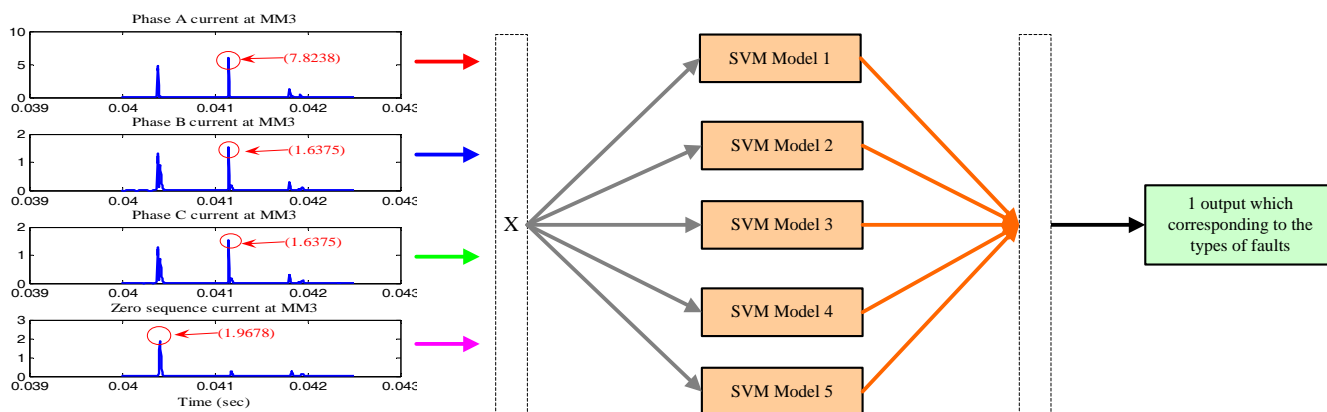 Phase A current at MM3
10
5
0
0.039
0.04
0.041
0.042
0.043
(7.8238)
Phase B current at MM3
2
1
0
0.039
0.04
0.041
0.042
0.043
(1.6375)
Phase C current at MM3
2
1
0
0.039
0.04
0.041
0.042
0.043
(1.6375)
Zero sequence current at MM3
3
2
1
0
0.039
0.04
0.041
0.042
0.043
(1.9678)
Time (sec)
X
SVM Model 1
SVM Model 2
SVM Model 3
SVM Model 4
SVM Model 5
1 output which
corresponding to the
types of faults